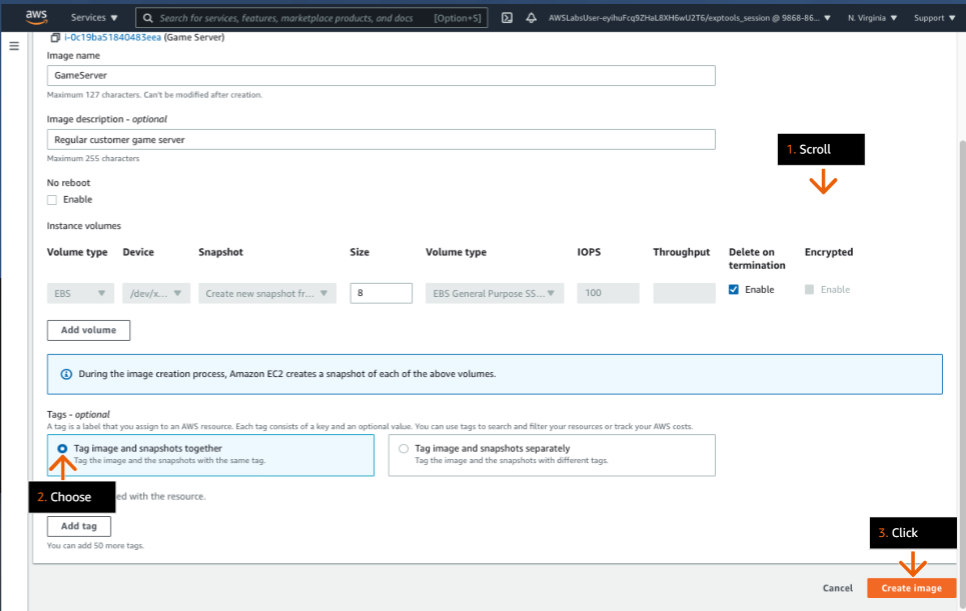 aws Services Search for services, features, marketplace products, and docs [Option+S] AWSLabsUser-eyihuFcq9ZHaL8XH6wU2T6/exptools_session @ 9868-86... N. Virginia Support
i-0c19ba51840483eea (Game Server)
Image name
GameServer
Maximum 127 characters. Can't be modified after creation.
Image description - optional
Regular customer game server
Maximum 255 characters
1. Scroll
No reboot
Enable
Instance volumes
Volume type Device Snapshot Size Volume type IOPS Throughput Delete on termination Encrypted
EBS /dev/x... Create new snapshot fr... 8 EBS General Purpose SS... 100 Enable Enable
Add volume
During the image creation process, Amazon EC2 creates a snapshot of each of the above volumes.
Tags - optional
A tag is a label that you assign to an AWS resource. Each tag consists of a key and an optional value. You can use tags to search and filter your resources or track your AWS costs.
Tag image and snapshots together
Tag the image and the snapshots with the same tag.
Tag image and snapshots separately
Tag the image and the snapshots with different tags.
2. Choose
ed with the resource.
Add tag
You can add 50 more tags.
3. Click
Cancel Create image